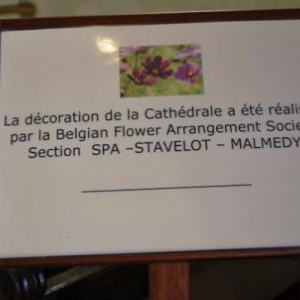 La décoration de la Cathédrale a été réalis
par la Belgian Flower Arrangement Socie
Section SPA –STAVELOT – MALMEDY